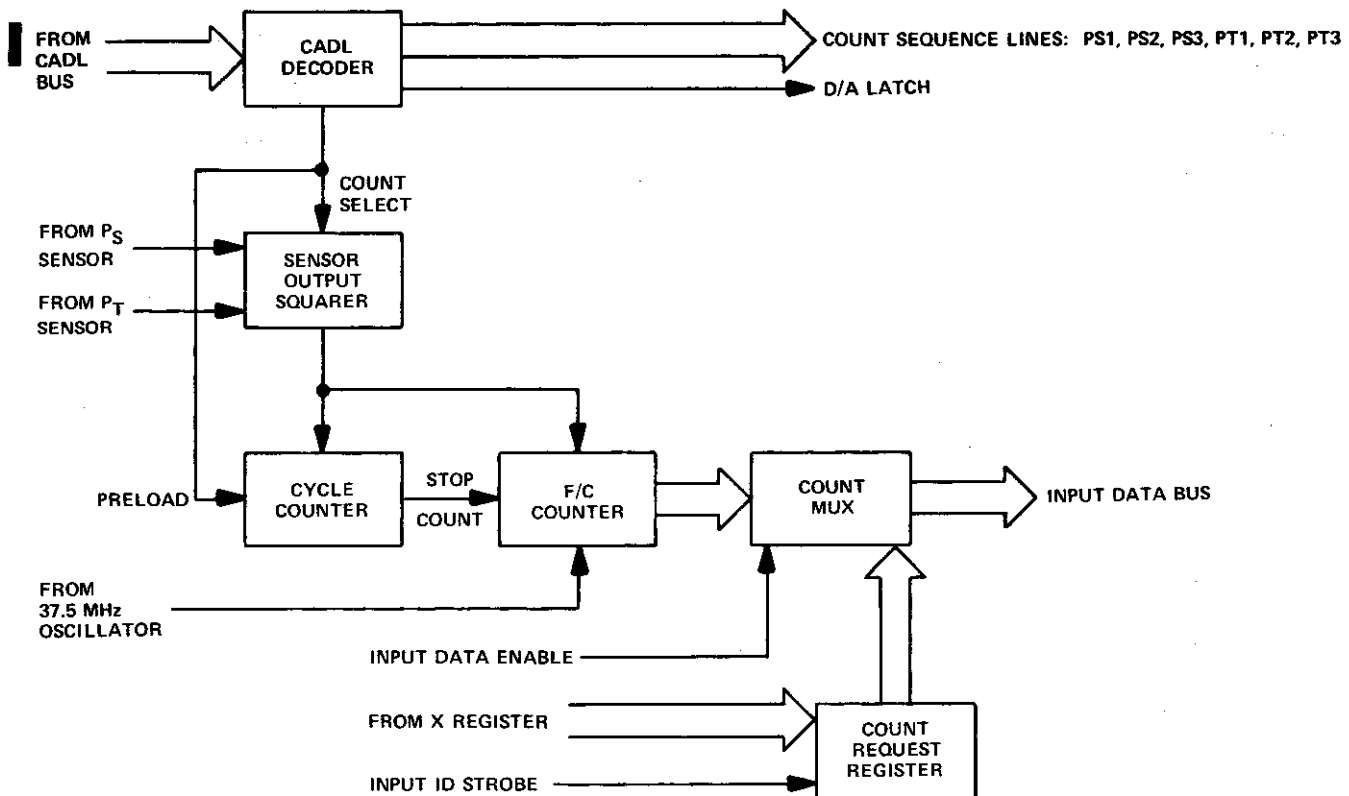 FROM
CADL
BUS
CADL
DECODER
COUNT SEQUENCE LINES: PS1, PS2, PS3, PT1, PT2, PT3
D/A LATCH
COUNT
SELECT
FROM PS
SENSOR
FROM PT
SENSOR
SENSOR
OUTPUT
SQUARER
PRELOAD
CYCLE
COUNTER
STOP
COUNT
F/C
COUNTER
COUNT
MUX
INPUT DATA BUS
FROM
37.5 MHz
OSCILLATOR
INPUT DATA ENABLE
FROM X REGISTER
INPUT ID STROBE
COUNT
REQUEST
REGISTER